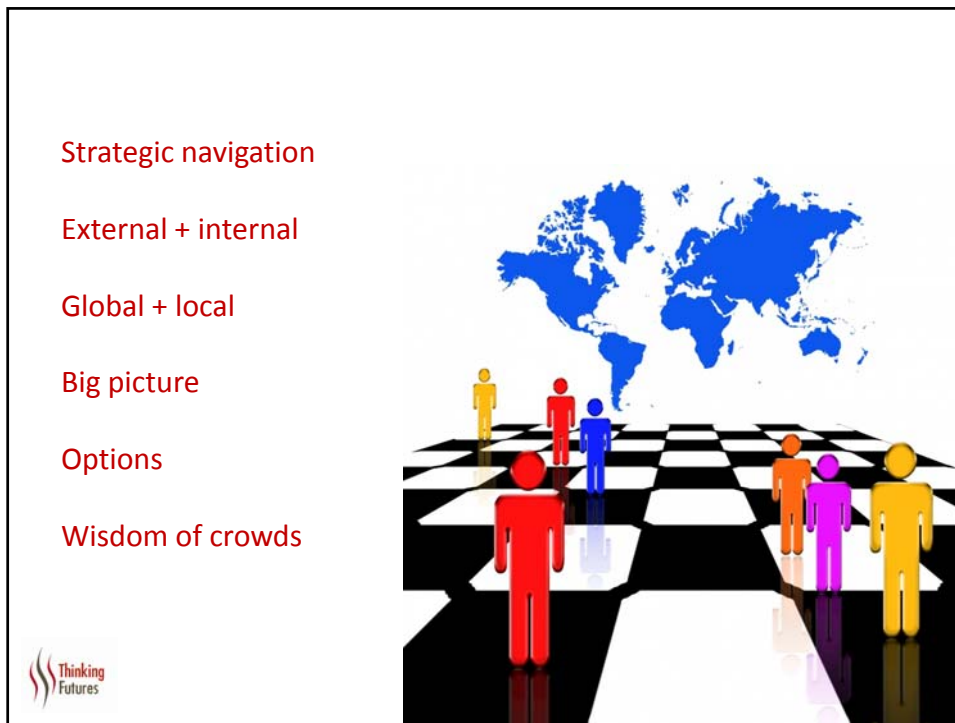 Strategic navigation
External + internal
Global + local
Big picture
Options
Wisdom of crowds
Thinking
Futures